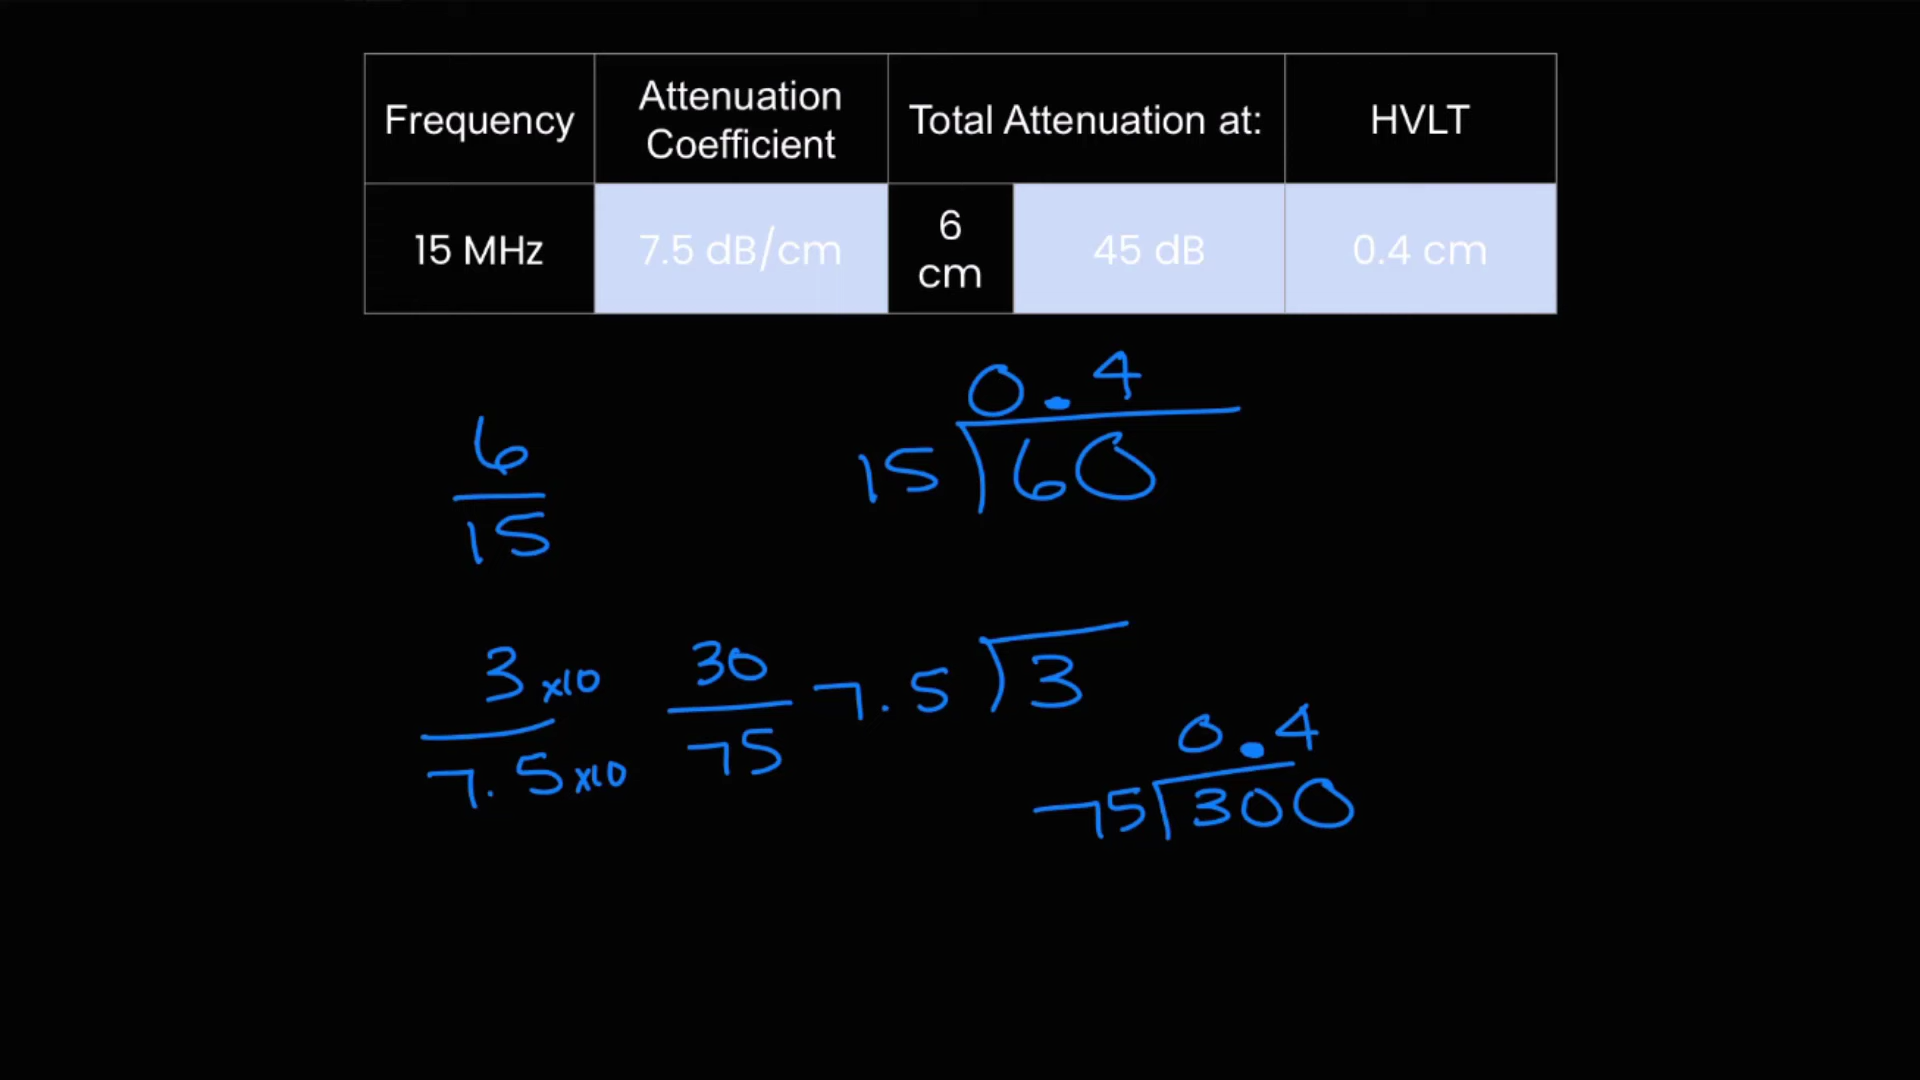 Frequency
Attenuation
Coefficient
Total Attenuation at:
HVLT
15 MHz
7.5 dB/cm
6
cm
45 dB
0.4 cm
6
15
0.4
15 60
3 x10
7.5 x10
30
75
7.5 3
0.4
75 300